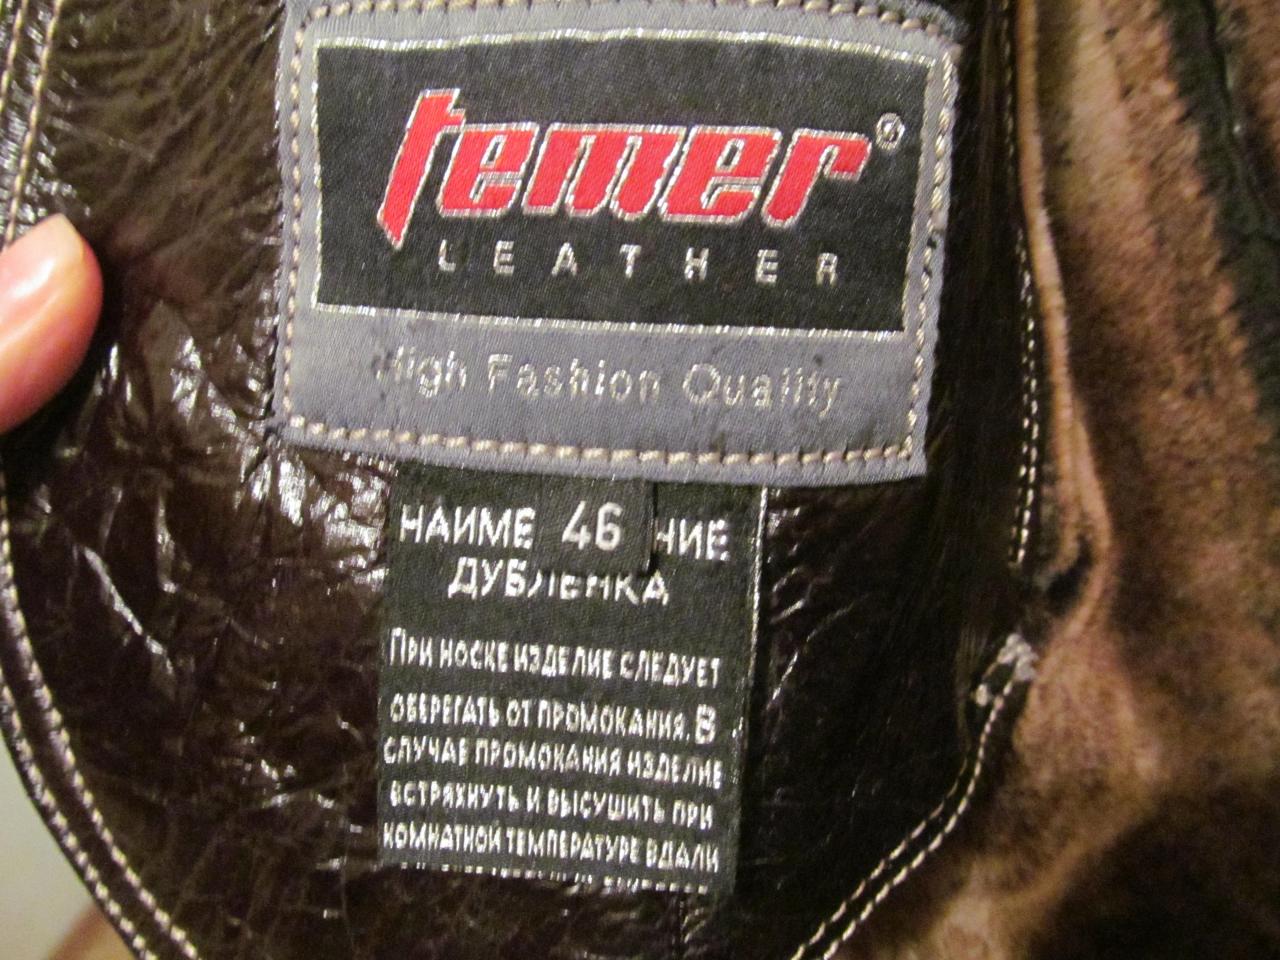 temer®
LEATHER
High Fashion Quality
НАИМЕ 46 НИЕ
ДУБЛЕНКА
При носке изделие следует
оберегать от промокания. В
случае промокания изделие
встряхнуть и высушить при
комнатной температуре вдали